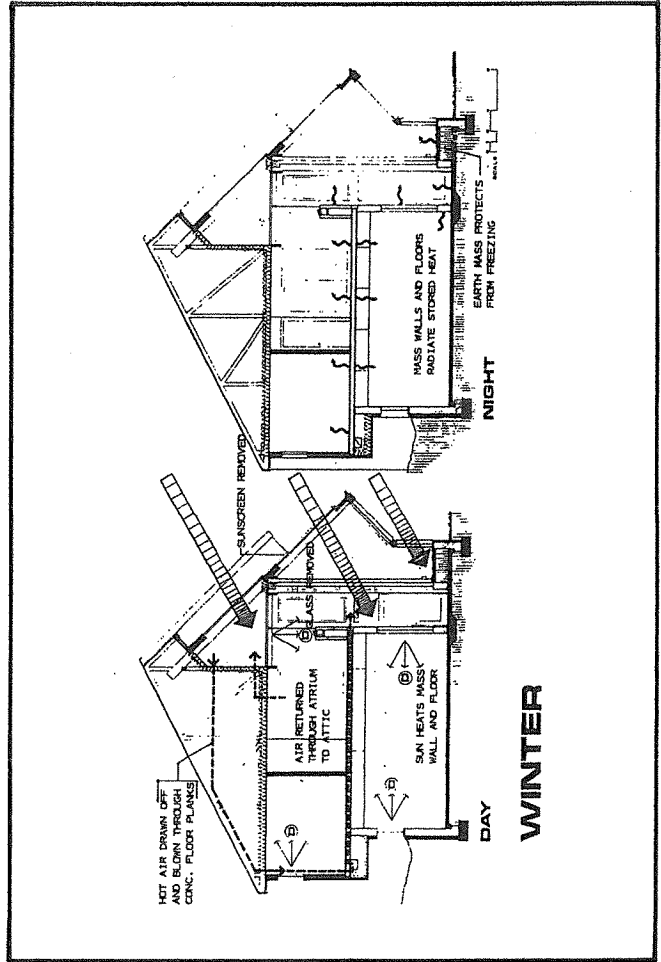 HOT AIR DRAWN OFF
AND BLOWN THROUGH
CONC. FLOOR PLANKS
SUNSCREEN REMOVED
GLASS REMOVED
AIR RETURNED
THROUGH ATRIUM
TO ATTIC
SUN HEATS MASS
WALL AND FLOOR
D
D
D
D
DAY
MASS WALLS AND FLOORS
RADIATE STORED HEAT
EARTH MASS PROTECTS
FROM FREEZING
SCALE
NIGHT
WINTER